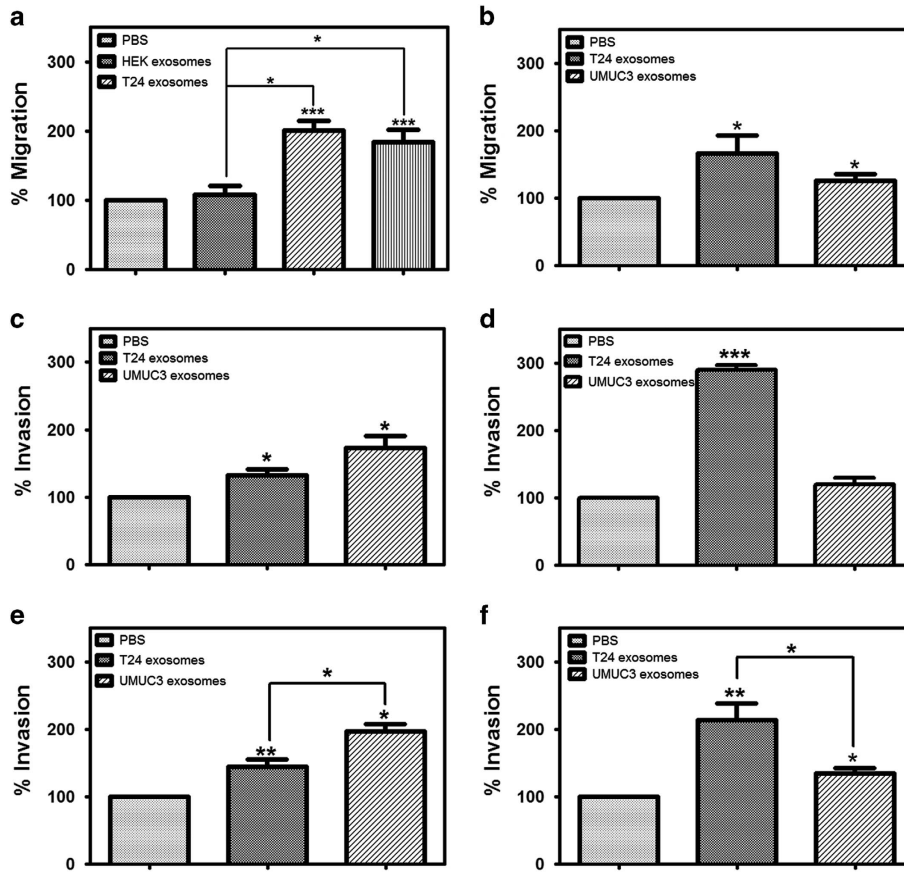 a
% Migration
300
200
100
0
PBS
HEK exosomes
T24 exosomes
*
*
***
***
b
% Migration
300
200
100
0
PBS
T24 exosomes
UMUC3 exosomes
*
*
c
% Invasion
300
200
100
0
PBS
T24 exosomes
UMUC3 exosomes
*
*
d
% Invasion
300
200
100
0
PBS
T24 exosomes
UMUC3 exosomes
***
e
% Invasion
300
200
100
0
PBS
T24 exosomes
UMUC3 exosomes
*
**
*
f
% Invasion
300
200
100
0
PBS
T24 exosomes
UMUC3 exosomes
*
**
*